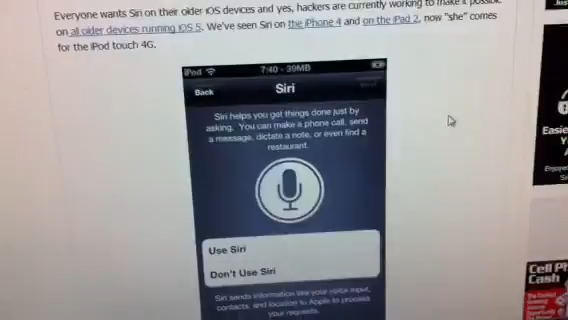 Everyone wants Siri on their older iOS devices and yes, hackers are currently working to make it possible
on all older devices running iOS 5. We've seen Siri on the iPhone 4 and on the iPad 2, now "she" comes
for the iPod touch 4G.
iPod 7:40 - 39MB
Back Siri
Siri helps you get things done just by
asking. You can make a phone call, send
a message, dictate a note, or even find a
restaurant.
Use Siri
Don't Use Siri
Siri sends information like your voice input,
contacts, and location to Apple to process
your requests.
Easie
Cell Ph
Cash